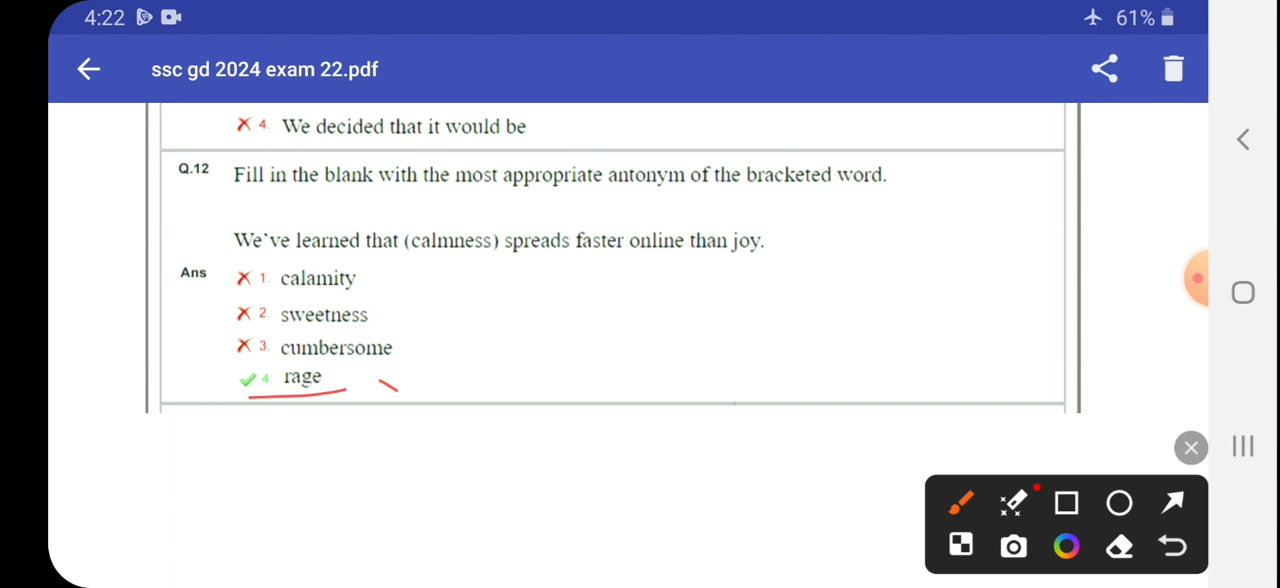 4:22
61%
ssc gd 2024 exam 22.pdf
4. We decided that it would be
Q.12 Fill in the blank with the most appropriate antonym of the bracketed word.
We've learned that (calmness) spreads faster online than joy.
Ans 1. calamity
2. sweetness
3. cumbersome
4 rage